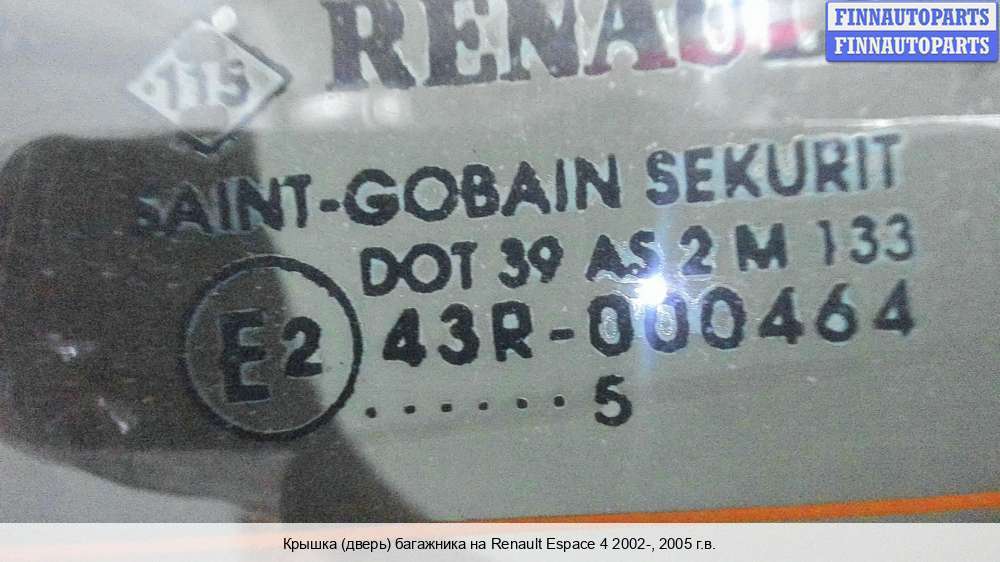 FINNAUTOPARTS
FINNAUTOPARTS
RENAUL
SAINT-GOBAIN SEKURIT
DOT 39 AS 2 M 133
E2 43R-000464
. . . . . . 5
Крышка (дверь) багажника на Renault Espace 4 2002-, 2005 г.в.